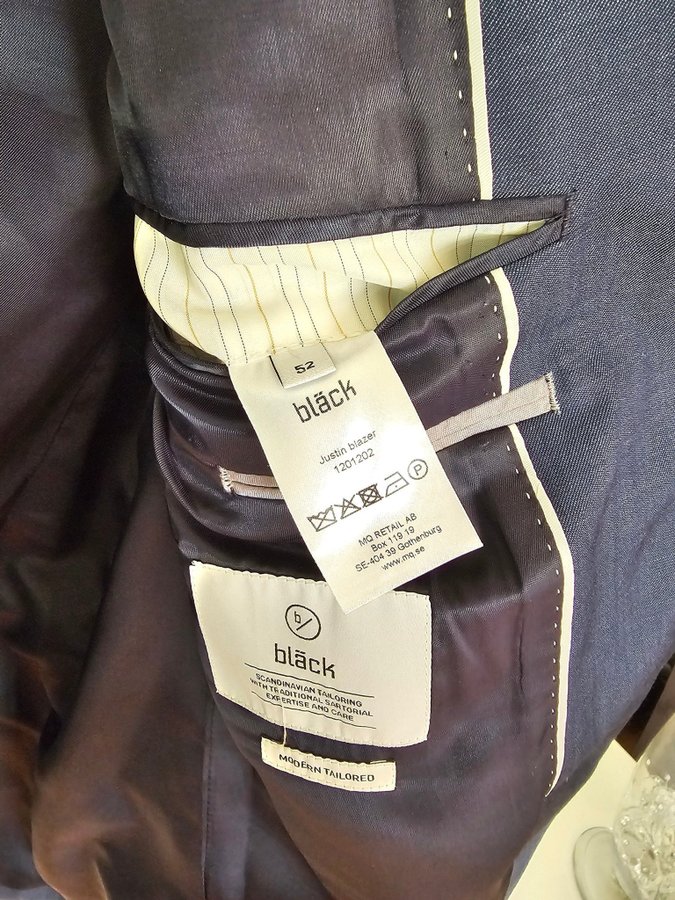 52
bläck
Justin blazer
1201202
P
MQ RETAIL AB
Box 119 19
SE-404 39 Gothenburg
www.mq.se
b/
bläck
SCANDINAVIAN TAILORING
WITH TRADITIONAL SARTORIAL
EXPERTISE AND CARE
MODERN TAILORED